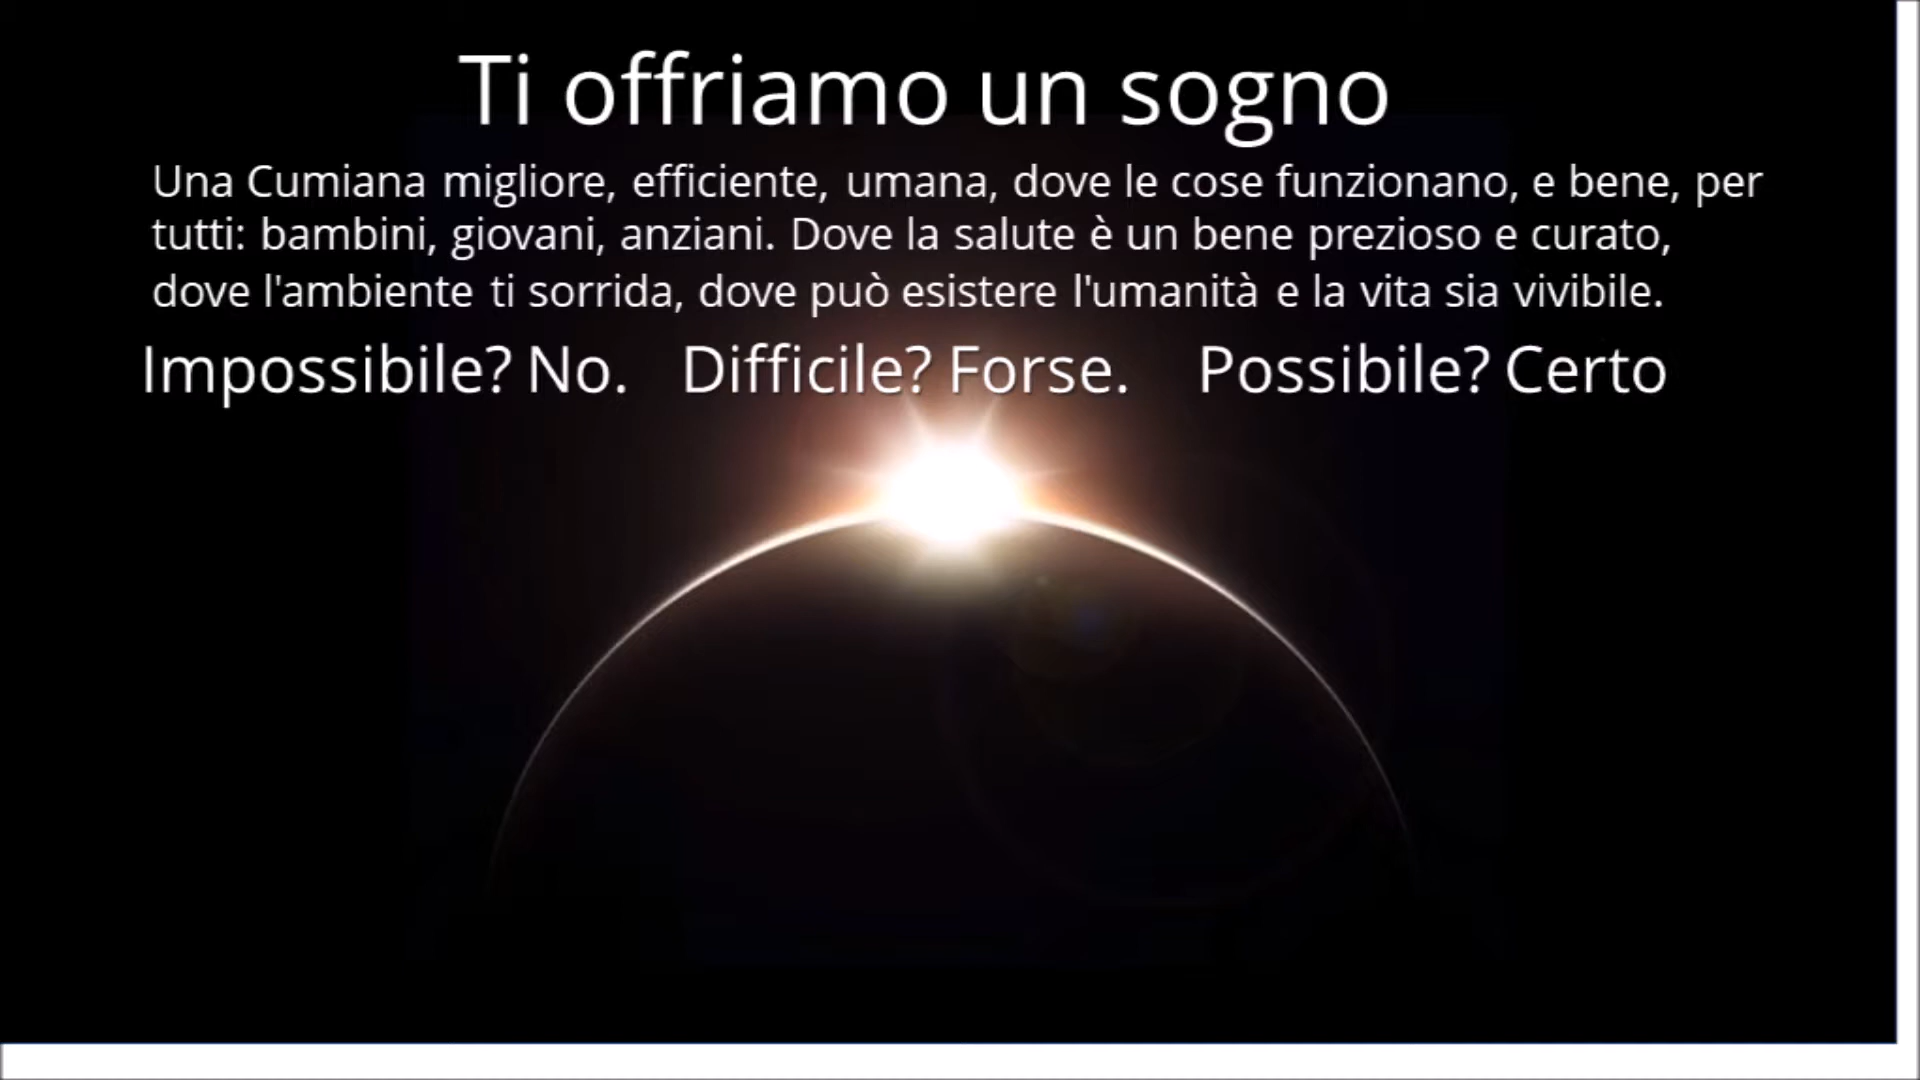 Ti offriamo un sogno
Una Cumiana migliore, efficiente, umana, dove le cose funzionano, e bene, per
tutti: bambini, giovani, anziani. Dove la salute è un bene prezioso e curato,
dove l'ambiente ti sorrida, dove può esistere l'umanità e la vita sia vivibile.
Impossibile? No. Difficile? Forse. Possibile? Certo